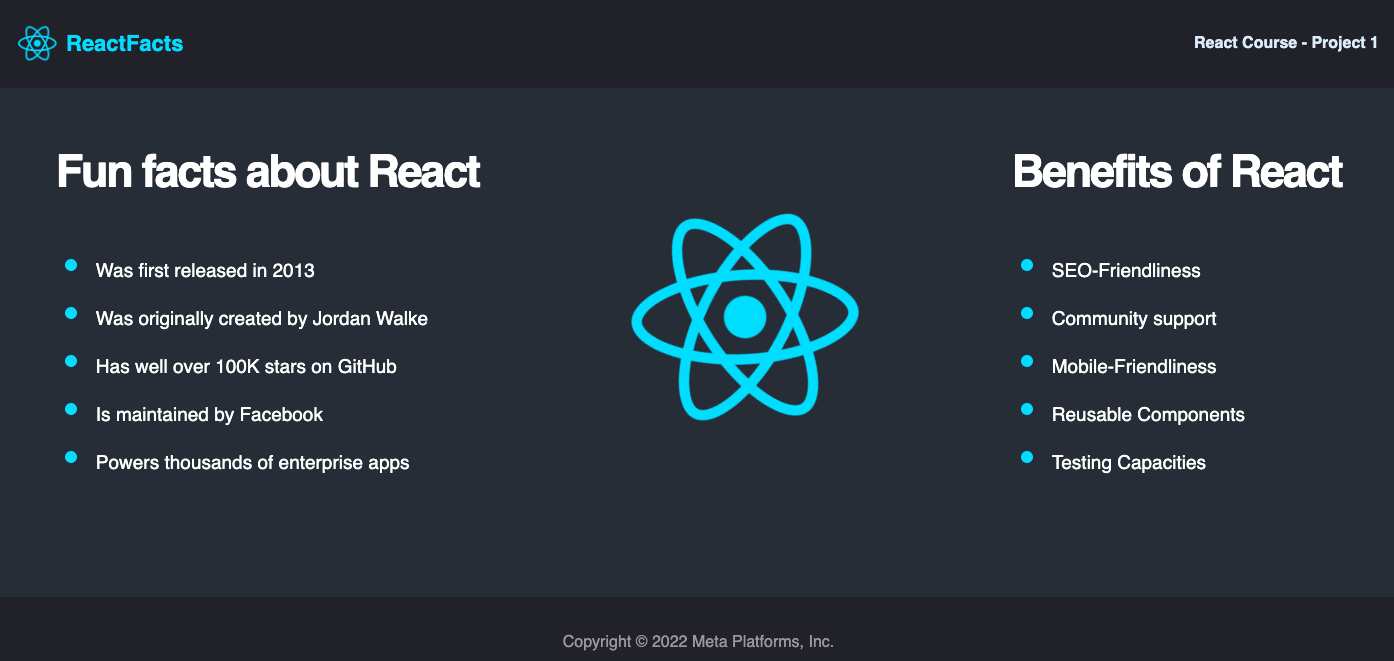 ReactFacts
React Course - Project 1
Fun facts about React
Was first released in 2013
Was originally created by Jordan Walke
Has well over 100K stars on GitHub
Is maintained by Facebook
Powers thousands of enterprise apps
Benefits of React
SEO-Friendliness
Community support
Mobile-Friendliness
Reusable Components
Testing Capacities
Copyright © 2022 Meta Platforms, Inc.